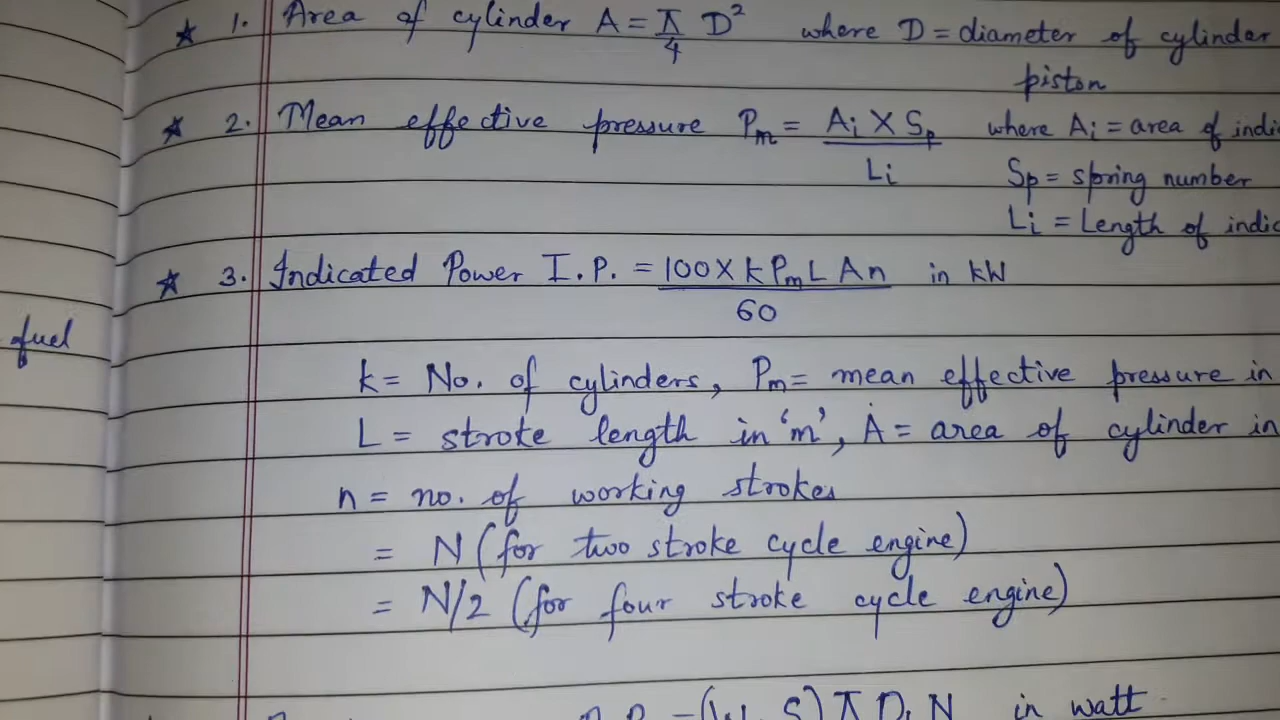 ★ 1. Area of cylinder A = π/4 D² where D = diameter of cylinder
piston
★ 2. Mean effective pressure Pm = Ai X Sp / Li where Ai = area of indi
Sp = spring number
Li = Length of indic
★ 3. Indicated Power I.P. = 100 X k Pm L A n / 60 in kW
fuel
k = No. of cylinders, Pm = mean effective pressure in
L = stroke length in 'm', A = area of cylinder in
n = no. of working strokes
= N (for two stroke cycle engine)
= N/2 (for four stroke cycle engine)
π D N in watt